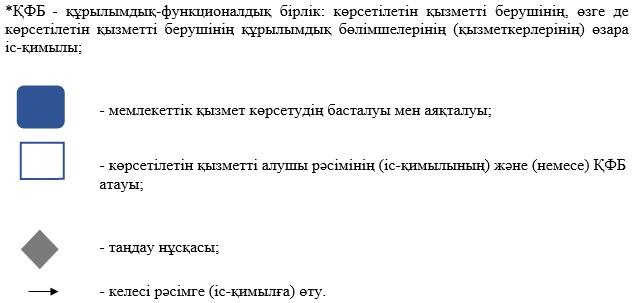 *ҚФБ - құрылымдық-функционалдық бірлік: көрсетілетін қызметті берушінің, өзге де
көрсетілетін қызметті берушінің құрылымдық бөлімшелерінің (қызметкерлерінің) өзара
іс-қимылы;
- мемлекеттік қызмет көрсетудің басталуы мен аяқталуы;
- көрсетілетін қызметті алушы рәсімінің (іс-қимылының) және (немесе) ҚФБ
атауы;
- таңдау нұсқасы;
- келесі рәсімге (іс-қимылға) өту.